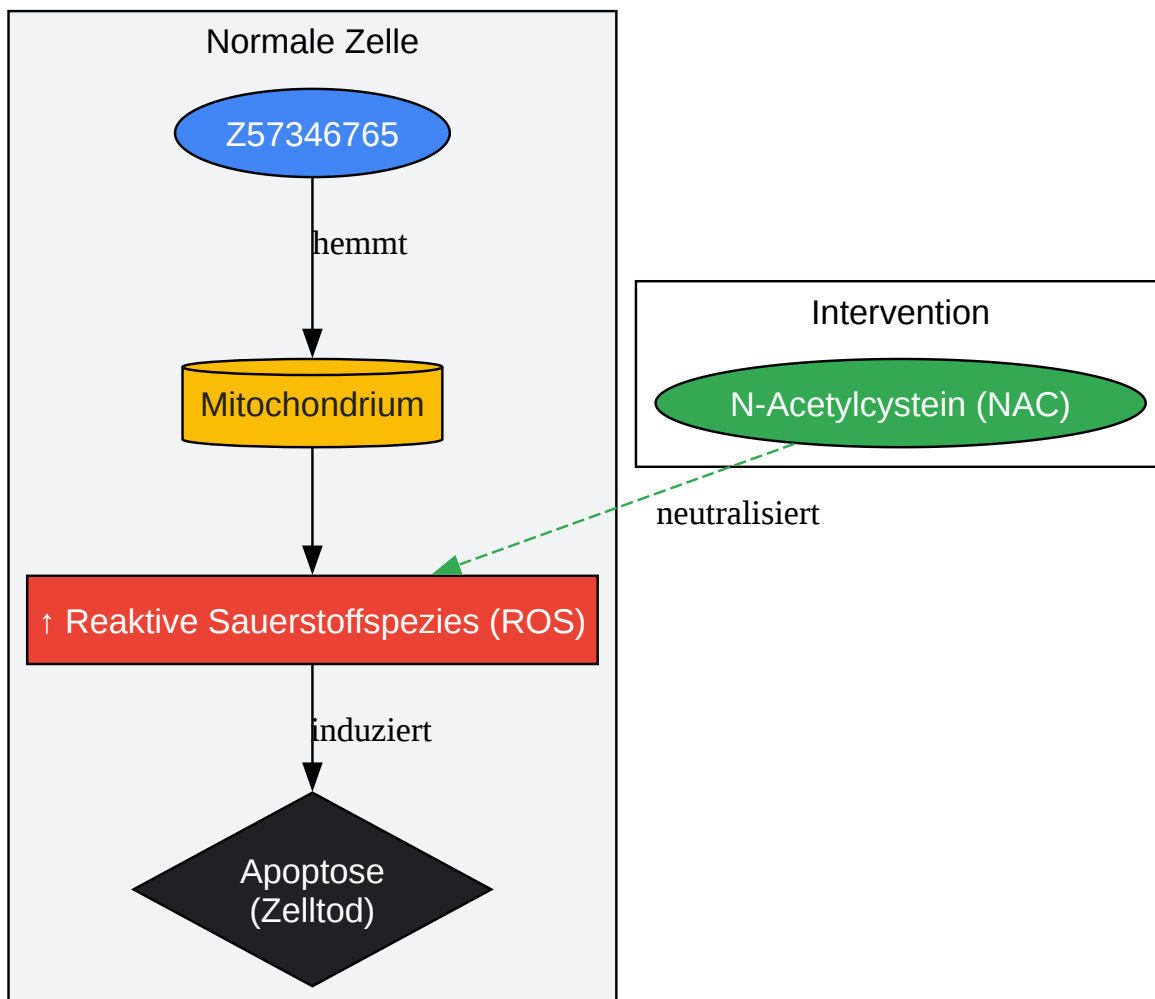 Normale Zelle
Z57346765
hemmt
Intervention
Mitochondrium
N-Acetylcystein (NAC)
neutralisiert
↑ Reaktive Sauerstoffspezies (ROS)
induziert
Apoptose
(Zelltod)